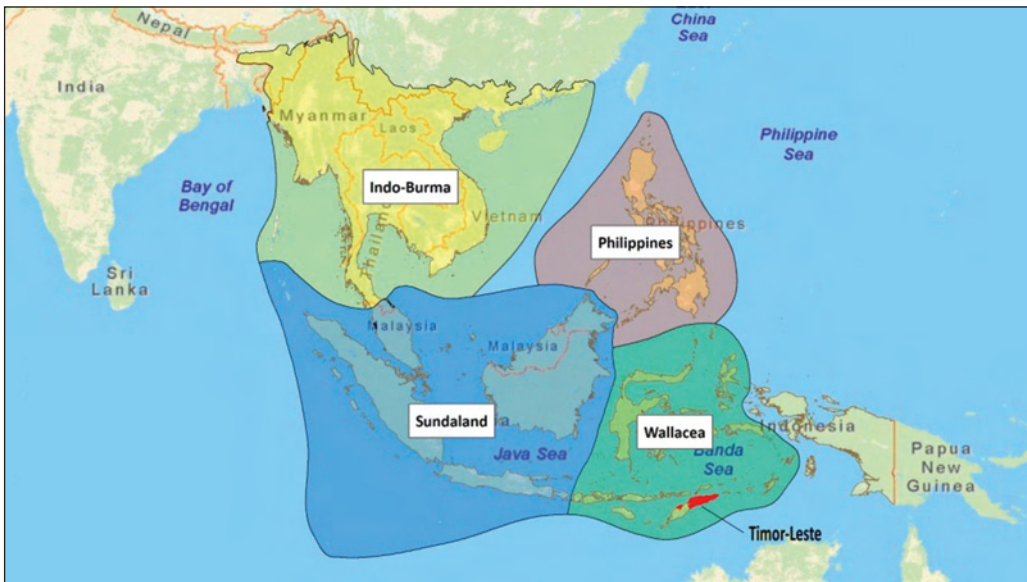 China
Sea
Nepal
India
Myanmar
Laos
Philippine
Sea
Bay of
Bengal
Indo-Burma
Vietnam
Thailand
Philippines
Philippines
Sri
Lanka
Malaysia
Malaysia
Sundaland
Java Sea
Wallacea
Banda
Sea
Indonesia
Papua
New
Guinea
Timor-Leste